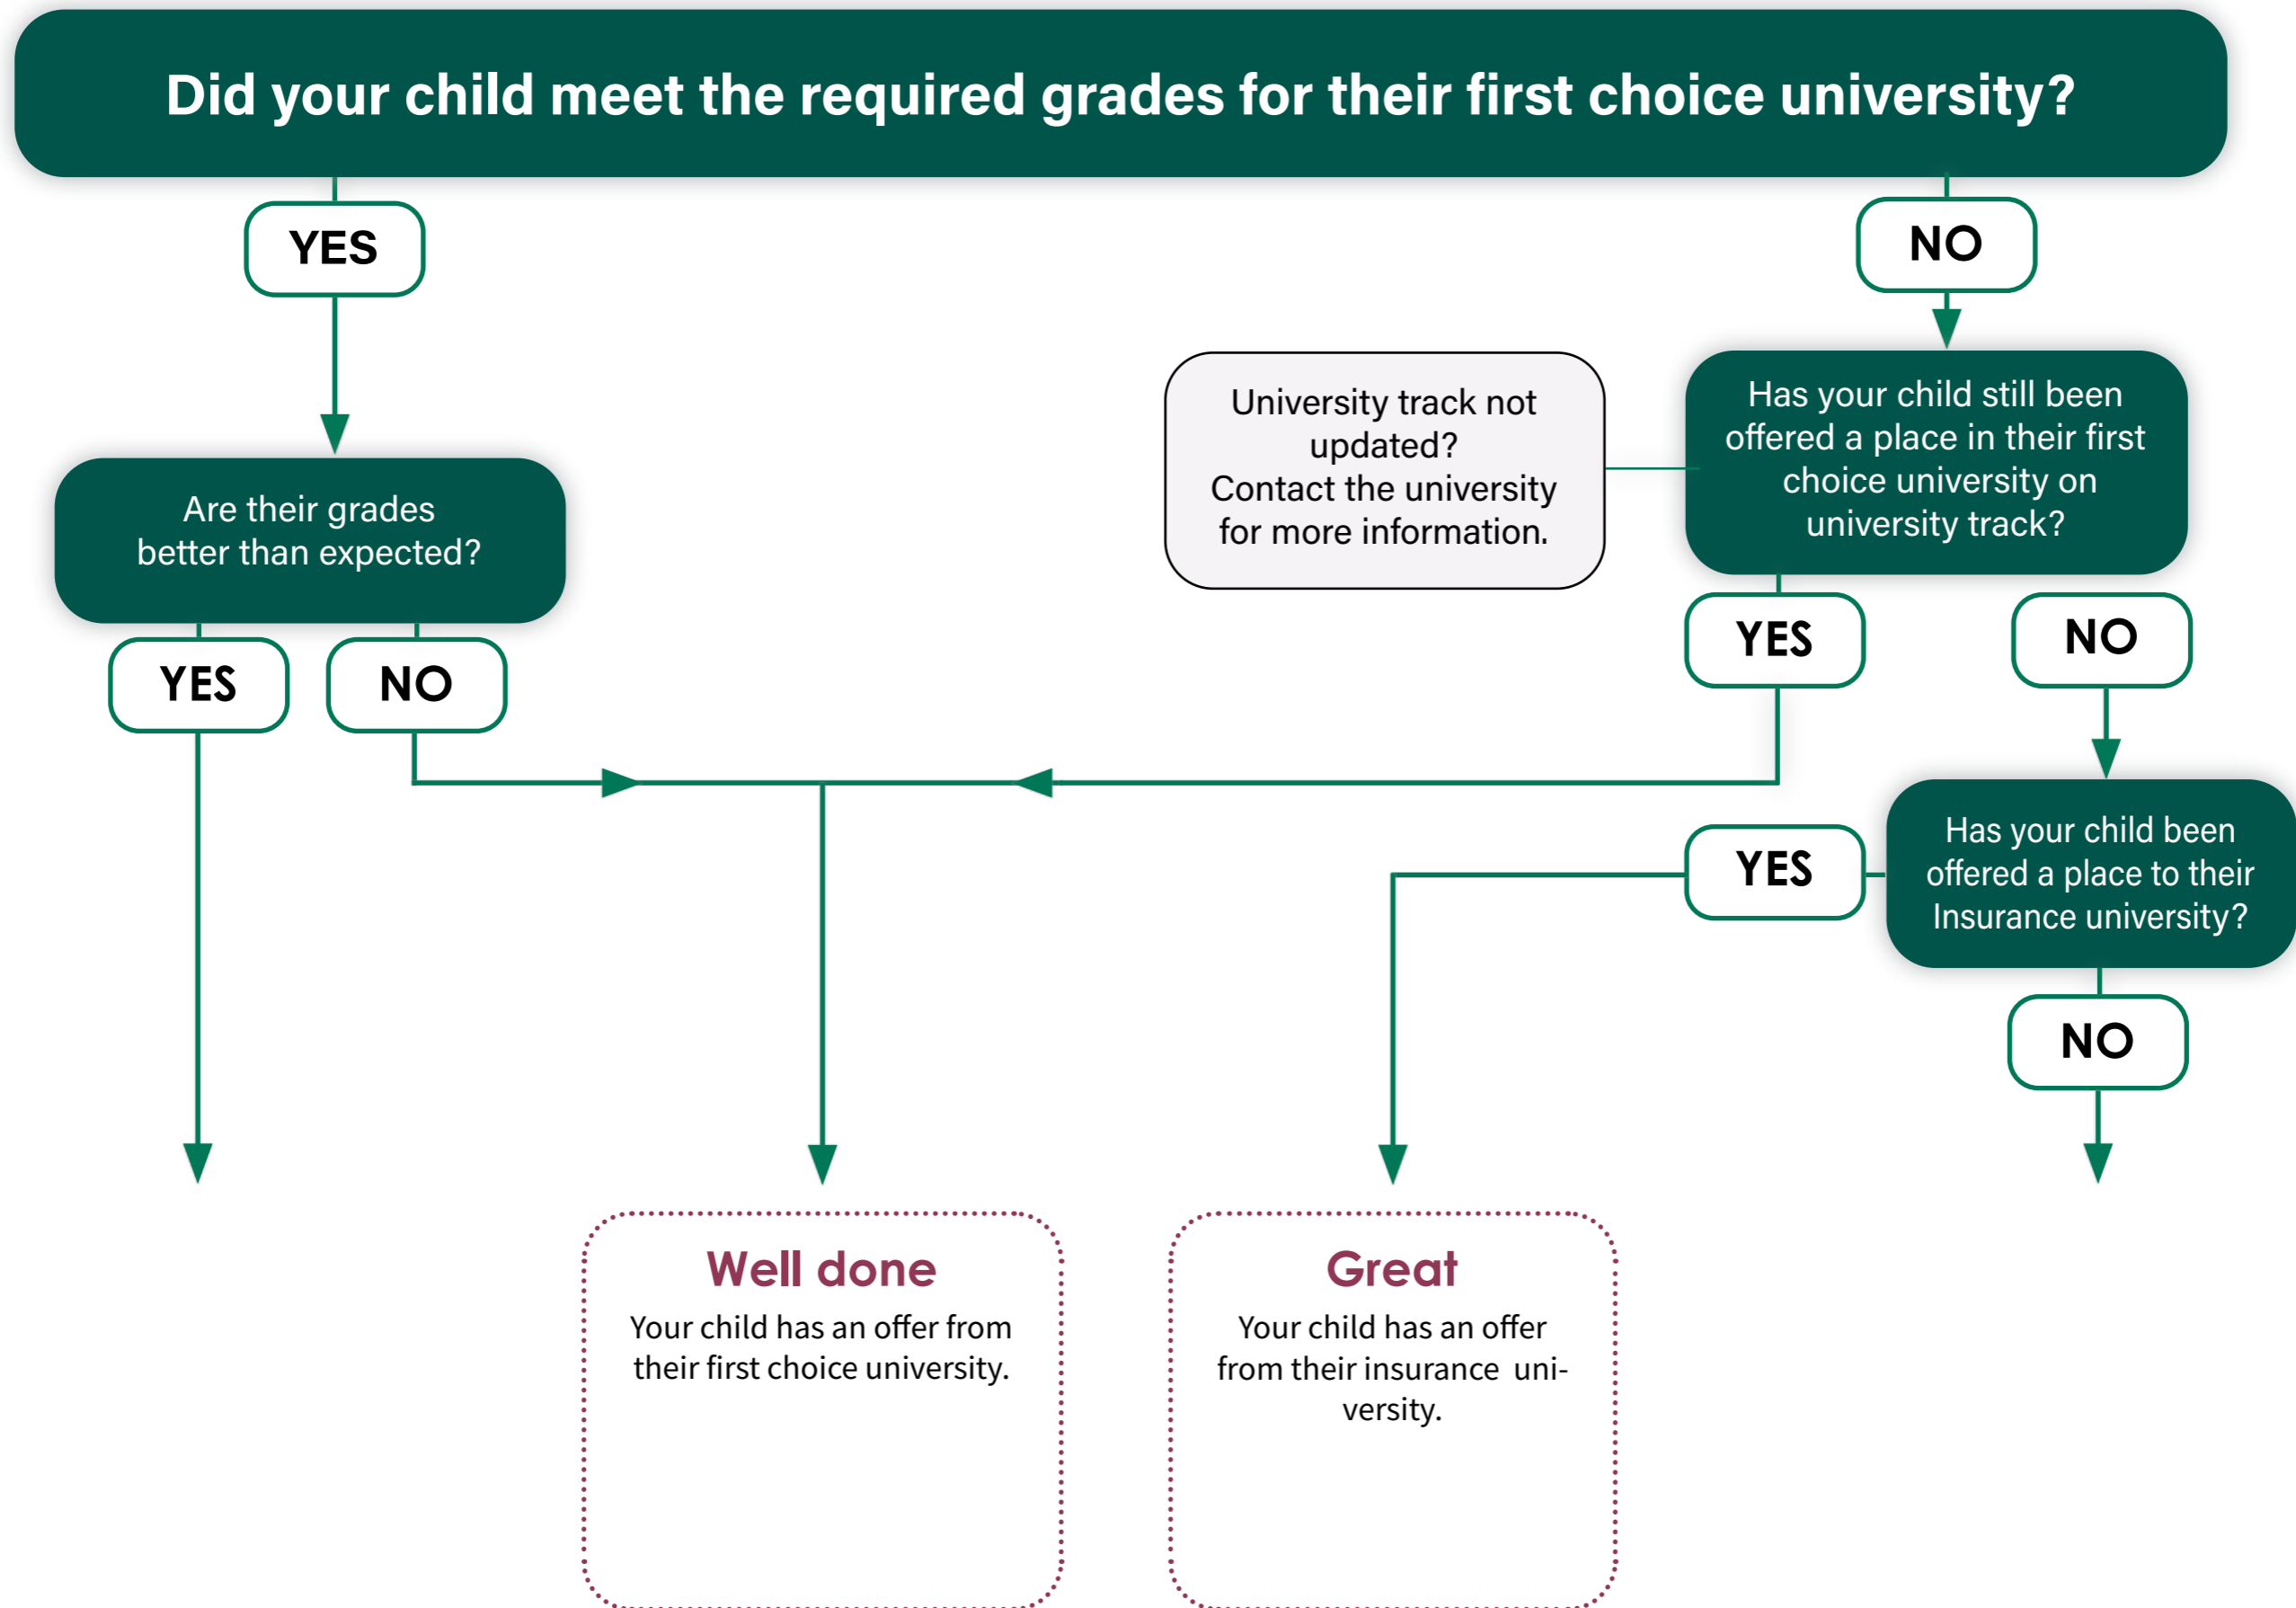 Did your child meet the required grades for their first choice university?
YES
NO
University track not
updated?
Contact the university
for more information.
Has your child still been
offered a place in their first
choice university on
university track?
Are their grades
better than expected?
YES
NO
YES
NO
Has your child been
offered a place to their
Insurance university?
YES
NO
Well done
Your child has an offer from
their first choice university.
Great
Your child has an offer
from their insurance  uni-
versity.